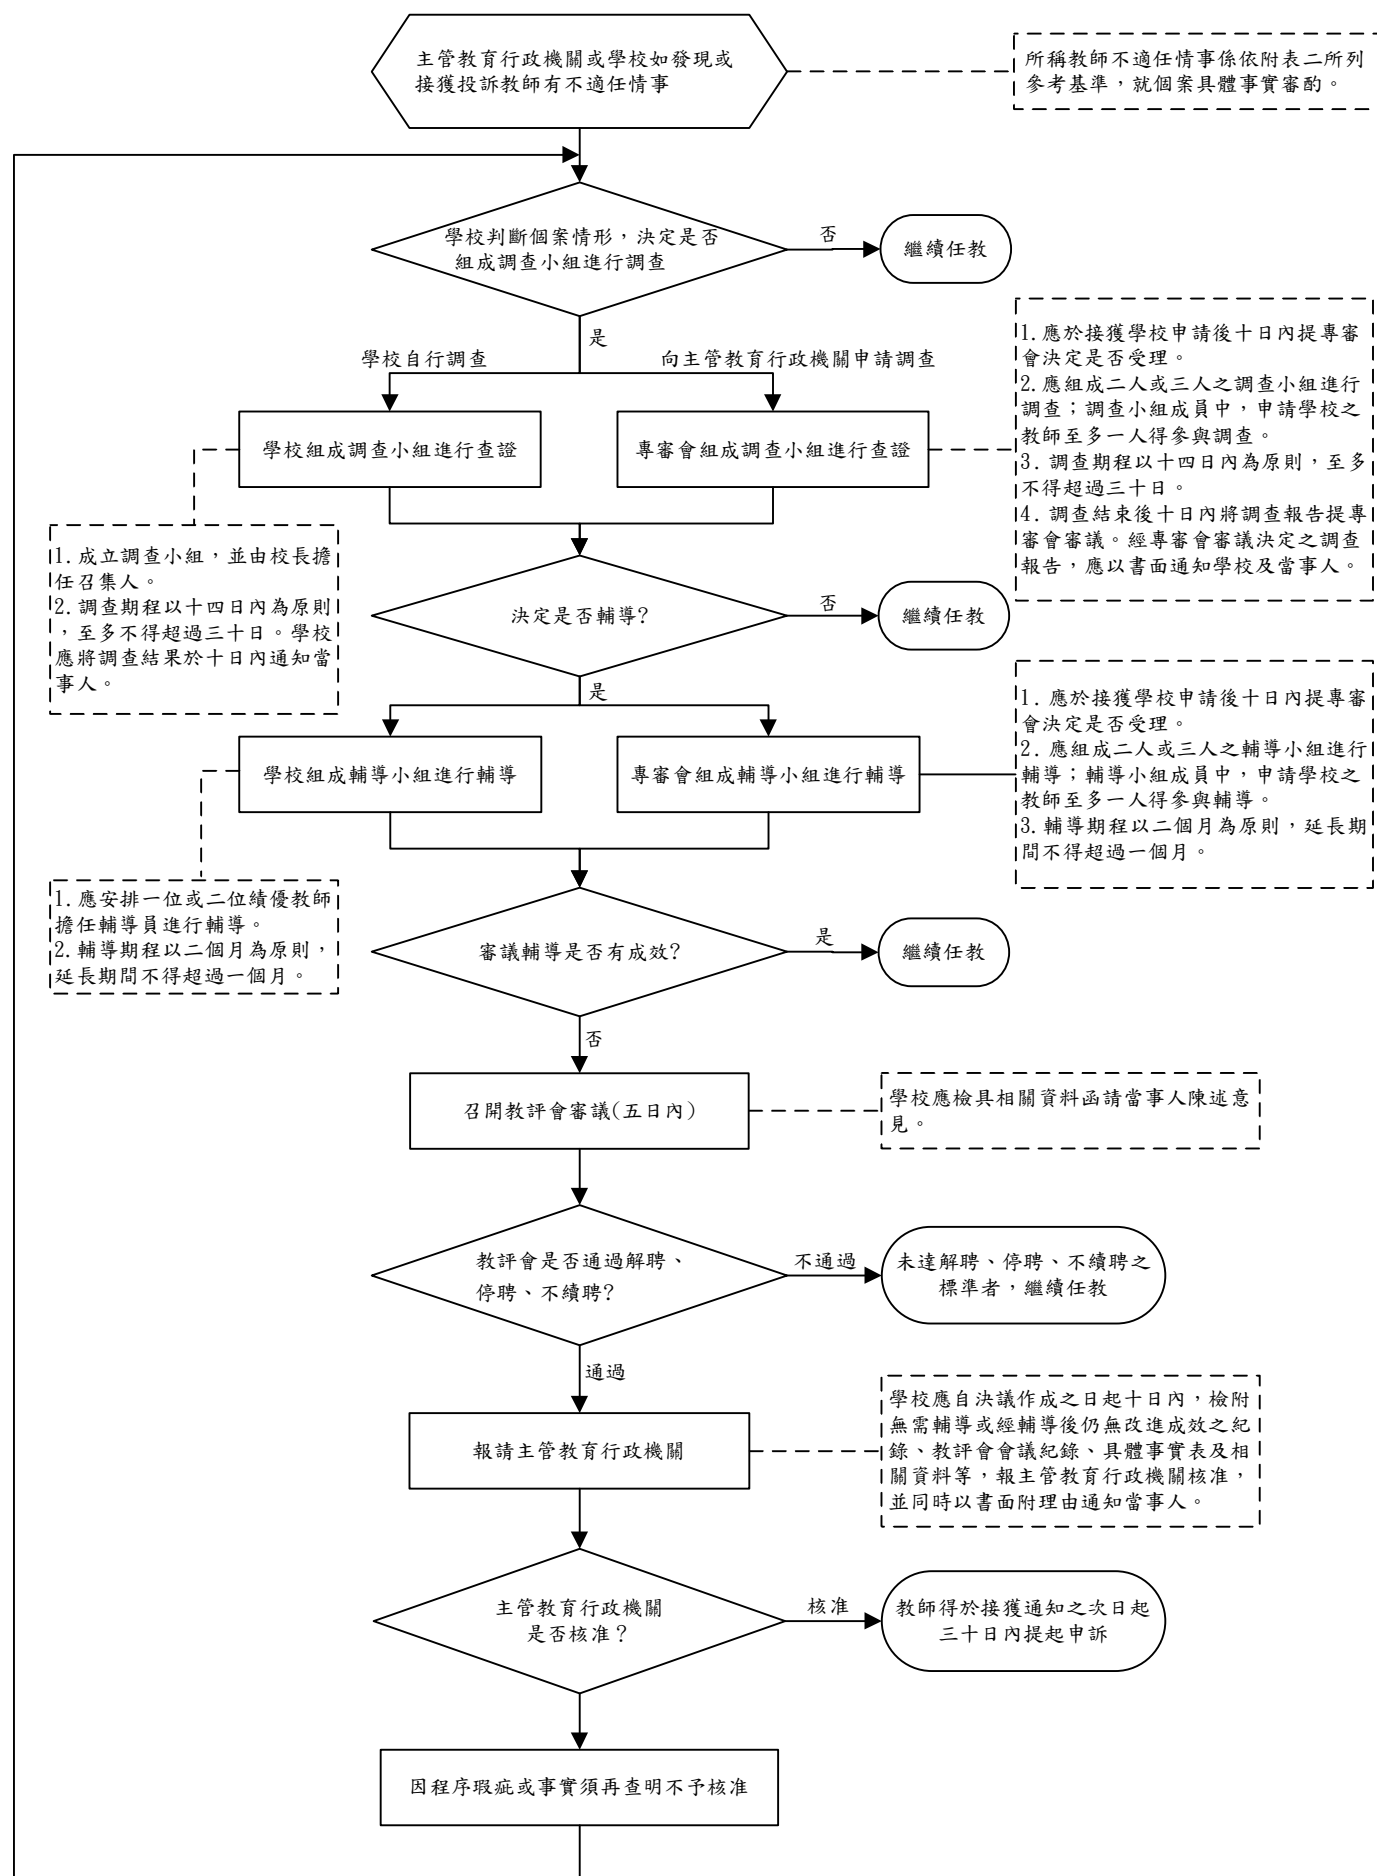 主管教育行政機關或學校如發現或
接獲投訴教師有不適任情事
所稱教師不適任情事係依附表二所列
參考基準，就個案具體事實審酌。
學校判斷個案情形，決定是否
組成調查小組進行調查
否
繼續任教
是
學校自行調查
向主管教育行政機關申請調查
學校組成調查小組進行查證
專審會組成調查小組進行查證
1.應於接獲學校申請後十日內提專審
會決定是否受理。
2.應組成二人或三人之調查小組進行
調查；調查小組成員中，申請學校之
教師至多一人得參與調查。
3.調查期程以十四日內為原則，至多
不得超過三十日。
4.調查結束後十日內將調查報告提專
審會審議。經專審會審議決定之調查
報告，應以書面通知學校及當事人。
1.成立調查小組，並由校長擔
任召集人。
2.調查期程以十四日內為原則
，至多不得超過三十日。學校
應將調查結果於十日內通知當
事人。
決定是否輔導?
否
繼續任教
是
學校組成輔導小組進行輔導
專審會組成輔導小組進行輔導
1.應於接獲學校申請後十日內提專審
會決定是否受理。
2.應組成二人或三人之輔導小組進行
輔導；輔導小組成員中，申請學校之
教師至多一人得參與輔導。
3.輔導期程以二個月為原則，延長期
間不得超過一個月。
1.應安排一位或二位績優教師
擔任輔導員進行輔導。
2.輔導期程以二個月為原則，
延長期間不得超過一個月。
審議輔導是否有成效?
是
繼續任教
否
召開教評會審議(五日內)
學校應檢具相關資料函請當事人陳述意
見。
教評會是否通過解聘、
停聘、不續聘?
不通過
未達解聘、停聘、不續聘之
標準者，繼續任教
通過
報請主管教育行政機關
學校應自決議作成之日起十日內，檢附
無需輔導或經輔導後仍無改進成效之紀
錄、教評會會議紀錄、具體事實表及相
關資料等，報主管教育行政機關核准，
並同時以書面附理由通知當事人。
主管教育行政機關
是否核准？
核准
教師得於接獲通知之次日起
三十日內提起申訴
因程序瑕疵或事實須再查明不予核准